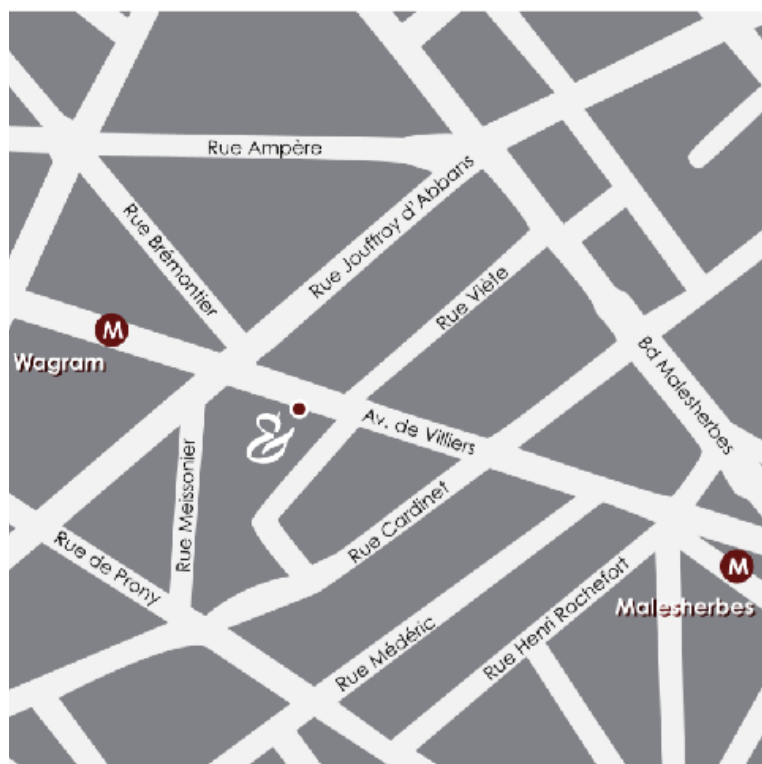 Rue Ampère
Rue Jouffroy d'Abbans
Rue Brémontier
Rue Viète
M
Wagram
Bd Malesherbes
Av. de Villiers
Rue Meissonier
Rue Cardinet
Rue de Prony
M
Malesherbes
Rue Médéric
Rue Henri Rochefort